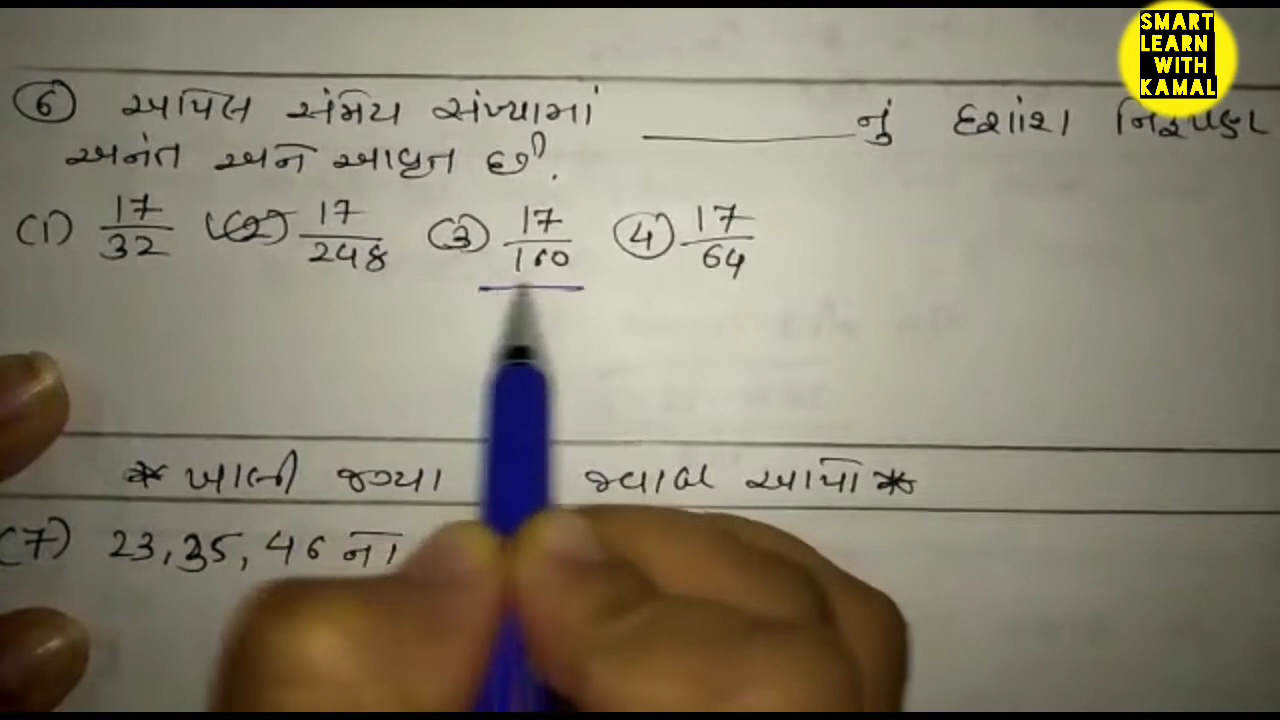 SMART
LEARN
WITH
KAMAL
(6) આપેલ સંમેય સંખ્યામાં ________ નું દશાંશ નિરૂપણ
અનંત અને આવૃત છે.
(1) 17/32 (2) 17/248 (3) 17/160 (4) 17/64
* ખાલી જગ્યા જવાબ આપો *
(7) 23, 35, 46 ના